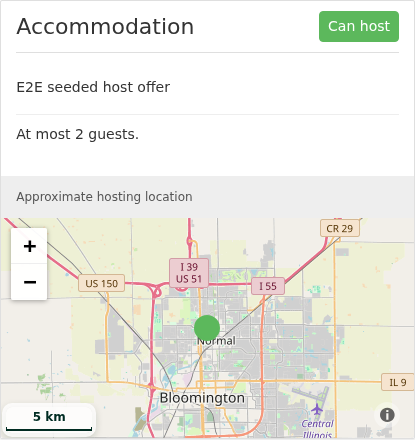 Accommodation
Can host
E2E seeded host offer
At most 2 guests.
Approximate hosting location
+
−
CR 29
I 39
US 51
US 150
I 55
Normal
IL 9
Bloomington
5 km
Central
Illinois
i